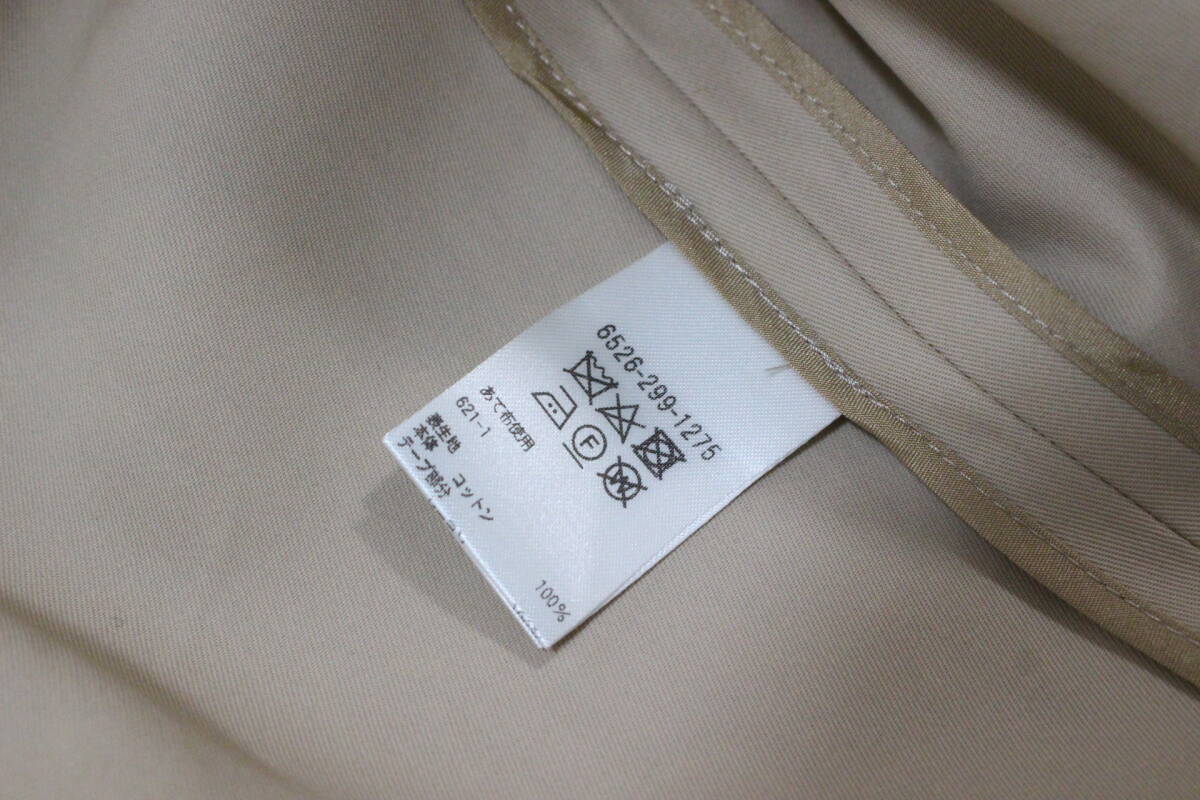 6526-299-1275
F
W
あて布使用
621-1
表生地
本体 コットン 100%
テープ部分